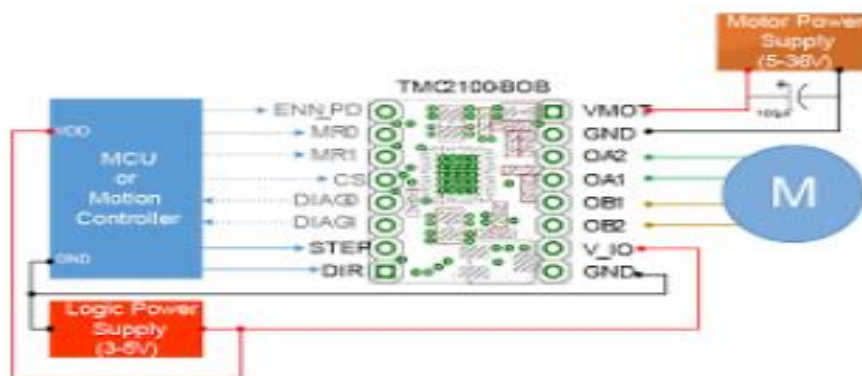 Motor Power
Supply
(5-36V)
TMC2100-BOB
VDD
MCU
or
Motion
Controller
GND
ENN_PD
MR0
MR1
CS
DIAG0
DIAG1
STEP
DIR
VMOT
GND
OA2
OA1
OB1
OB2
V_IO
GND
+
M
Logic Power
Supply
(3-5V)